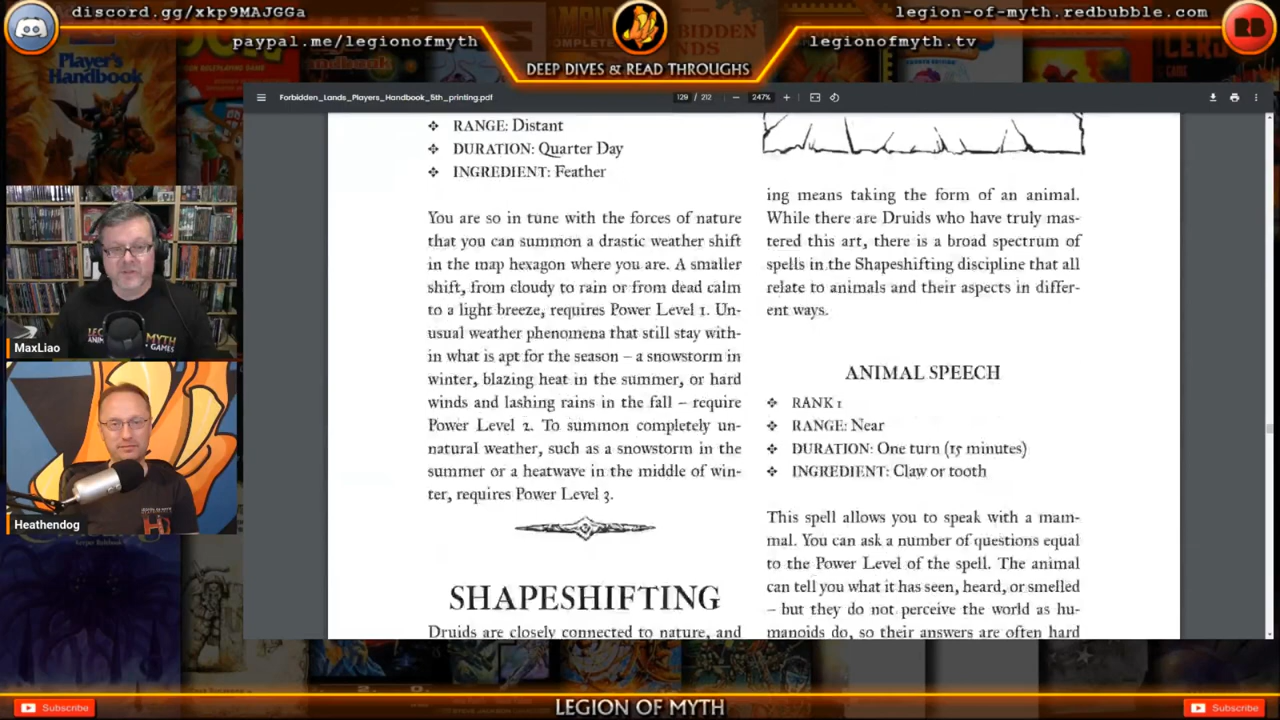 discord.gg/xkp9MAJGGa
legion-of-myth.redbubble.com
paypal.me/legionofmyth
legionofmyth.tv
DEEP DIVES & READ THROUGHS
Player's
Handbook
Forbidden_Lands_Players_Handbook_5th_printing.pdf
129 / 212
247%
❖ RANGE: Distant
❖ DURATION: Quarter Day
❖ INGREDIENT: Feather
You are so in tune with the forces of nature
that you can summon a drastic weather shift
in the map hexagon where you are. A smaller
shift, from cloudy to rain or from dead calm
to a light breeze, requires Power Level 1. Un-
usual weather phenomena that still stay with-
in what is apt for the season – a snowstorm in
winter, blazing heat in the summer, or hard
winds and lashing rains in the fall – require
Power Level 2. To summon completely un-
natural weather, such as a snowstorm in the
summer or a heatwave in the middle of win-
ter, requires Power Level 3.
SHAPESHIFTING
Druids are closely connected to nature, and
ing means taking the form of an animal.
While there are Druids who have truly mas-
tered this art, there is a broad spectrum of
spells in the Shapeshifting discipline that all
relate to animals and their aspects in differ-
ent ways.
ANIMAL SPEECH
❖ RANK 1
❖ RANGE: Near
❖ DURATION: One turn (15 minutes)
❖ INGREDIENT: Claw or tooth
This spell allows you to speak with a mam-
mal. You can ask a number of questions equal
to the Power Level of the spell. The animal
can tell you what it has seen, heard, or smelled
– but they do not perceive the world as hu-
manoids do, so their answers are often hard
MaxLiao
Heathendog
Subscribe
LEGION OF MYTH
Subscribe